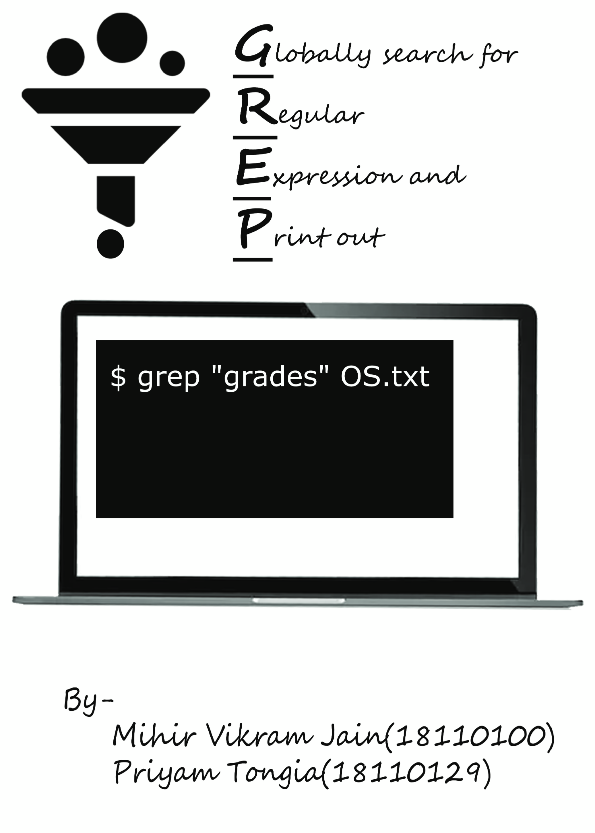 Globally search for
Regular
Expression and
Print out
$ grep "grades" OS.txt
By-
Mihir Vikram Jain(18110100)
Priyam Tongia(18110129)